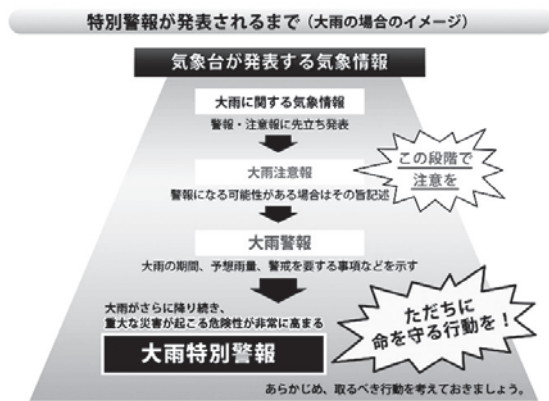 特別警報が発表されるまで（大雨の場合のイメージ）
気象台が発表する気象情報
大雨に関する気象情報
警報・注意報に先立ち発表
大雨注意報
警報になる可能性がある場合はその旨記述
この段階で
注意を
大雨警報
大雨の期間、予想雨量、警戒を要する事項などを示す
大雨がさらに降り続き、
重大な災害が起こる危険性が非常に高まる
大雨特別警報
ただちに
命を守る行動を！
あらかじめ、取るべき行動を考えておきましょう。